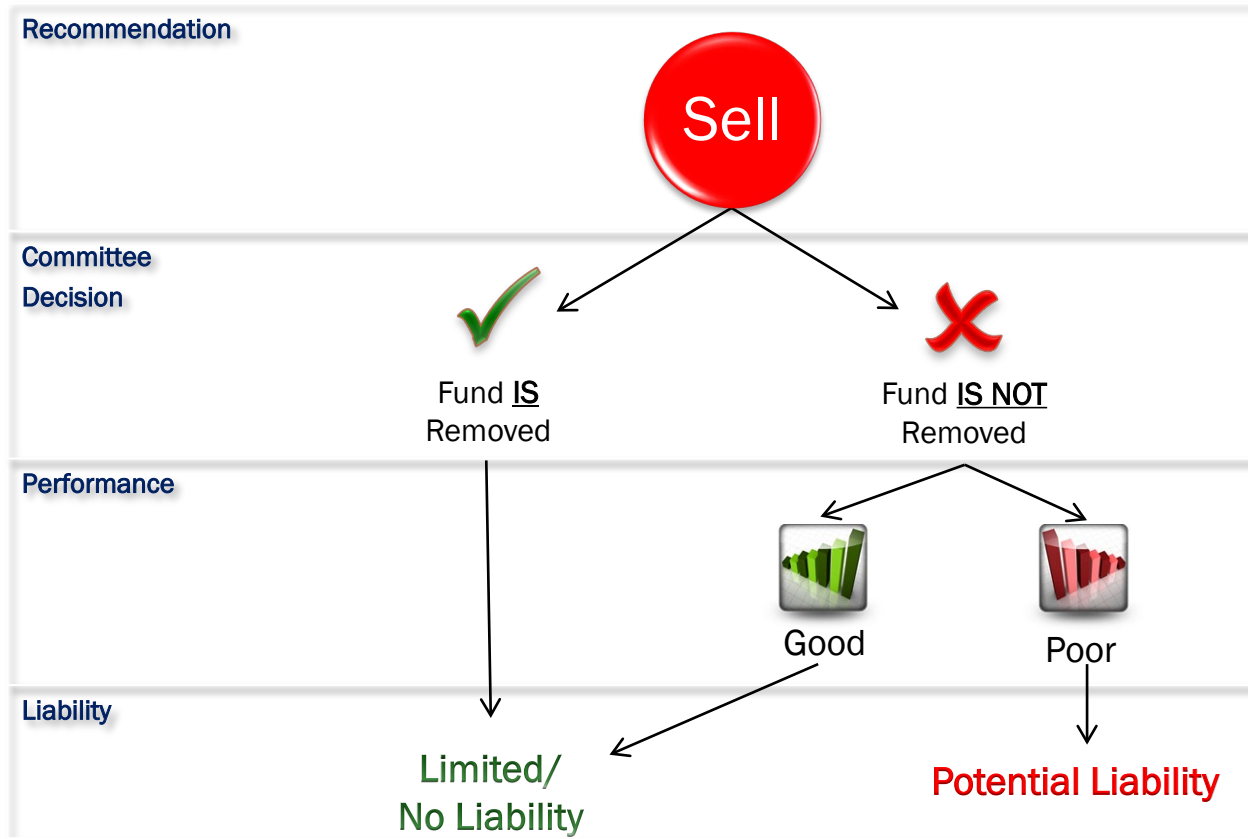 Recommendation
Sell
Committee
Decision
Fund IS
Removed
Fund IS NOT
Removed
Performance
Good
Poor
Liability
Limited/
No Liability
Potential Liability